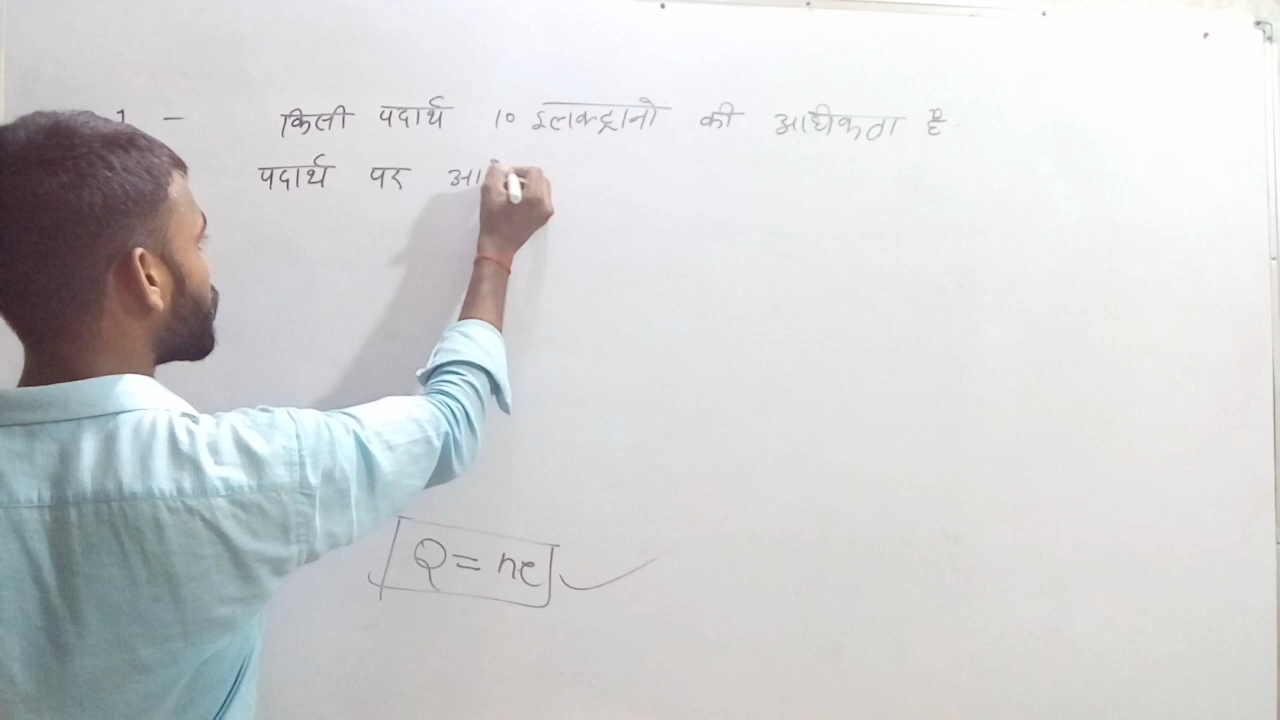 1 - किसी पदार्थ 10 इलक्ट्रानो की आधीकता है
पदार्थ पर आ
Q = ne